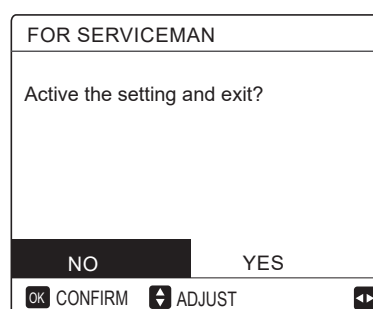 FOR SERVICEMAN
Active the setting and exit?
NO YES
OK CONFIRM ADJUST